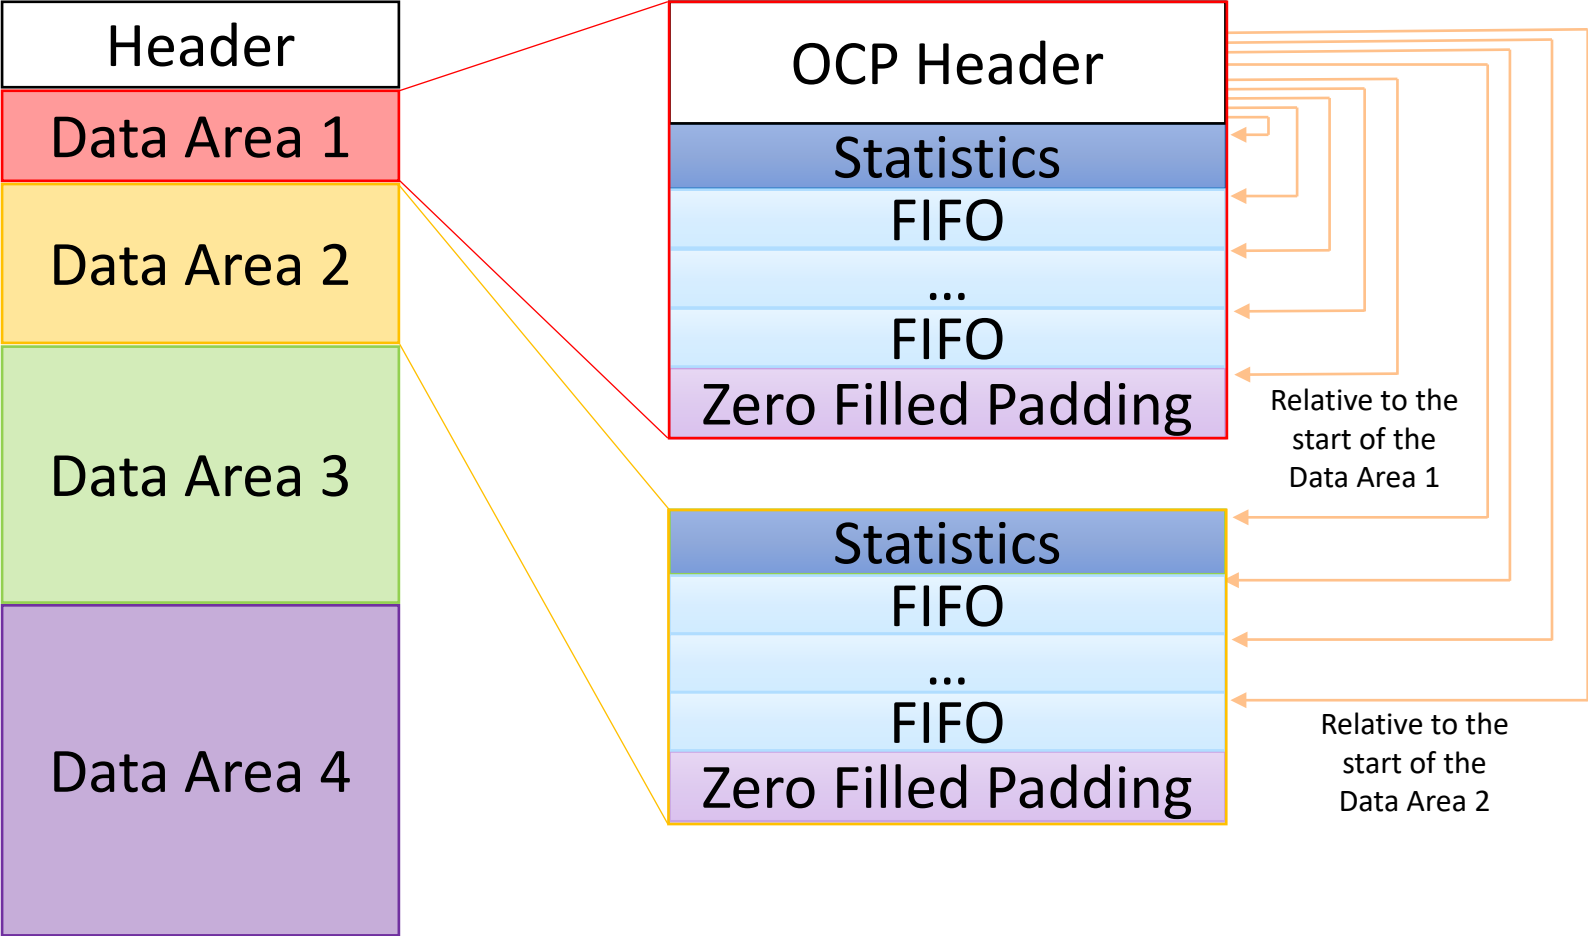 Header
Data Area 1
Data Area 2
Data Area 3
Data Area 4
OCP Header
Statistics
FIFO
...
FIFO
Zero Filled Padding
Relative to the
start of the
Data Area 1
Statistics
FIFO
...
FIFO
Zero Filled Padding
Relative to the
start of the
Data Area 2